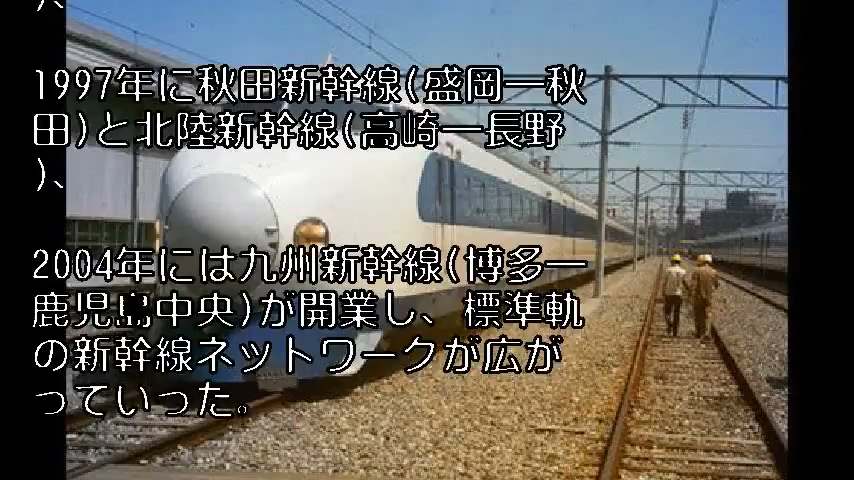 1997年に秋田新幹線(盛岡ー秋
田)と北陸新幹線(高崎ー長野
)、
2004年には九州新幹線(博多ー
鹿児島中央)が開業し、標準軌
の新幹線ネットワークが広が
っていった。